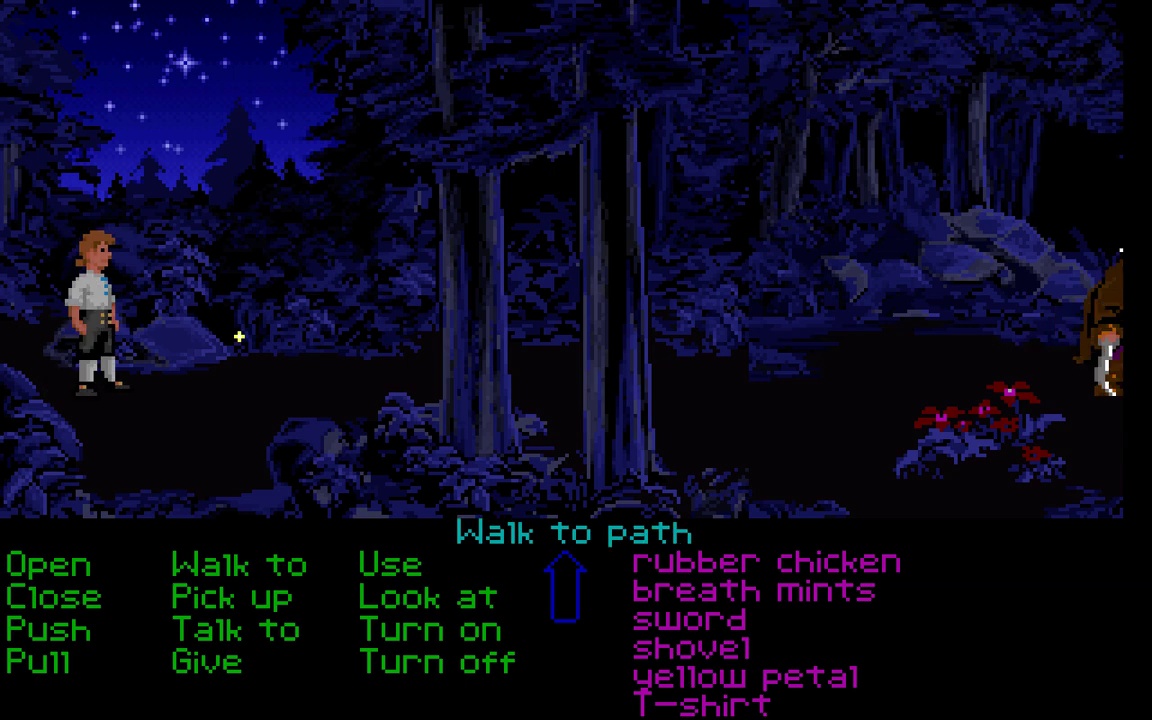 Walk to path
Open Walk to Use rubber chicken
Close Pick up Look at breath mints
Push Talk to Turn on sword
Pull Give Turn off shovel
yellow petal
T-shirt